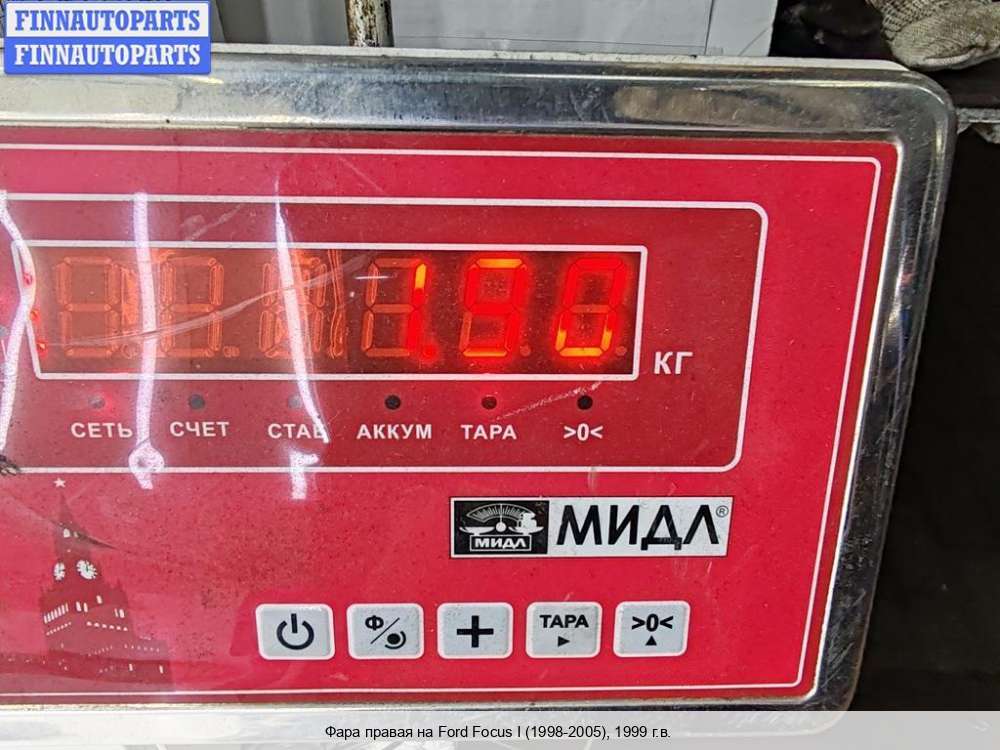 FINNAUTOPARTS
FINNAUTOPARTS
1.90
КГ
СЕТЬ СЧЕТ СТАБ АККУМ ТАРА >0<
МИДЛ МИДЛ®
Ф ТАРА >0<
Фара правая на Ford Focus I (1998-2005), 1999 г.в.